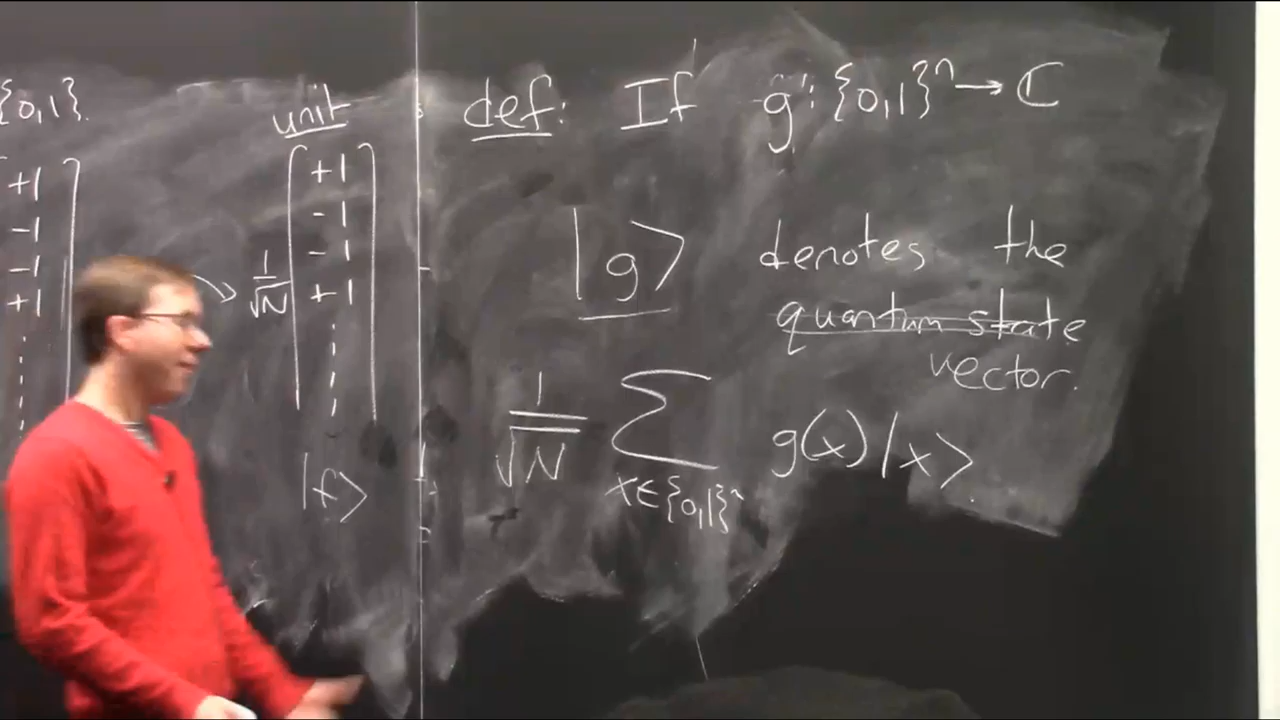 {0,1}.
+1
-1
-1
+1
unit
1/√N
+1
-1
-1
+1
|f>
def: If g: {0,1}ⁿ → ℂ
|g> denotes the
quantum state
vector.
1/√N Σ g(x)|x>.
x∈{0,1}ⁿ